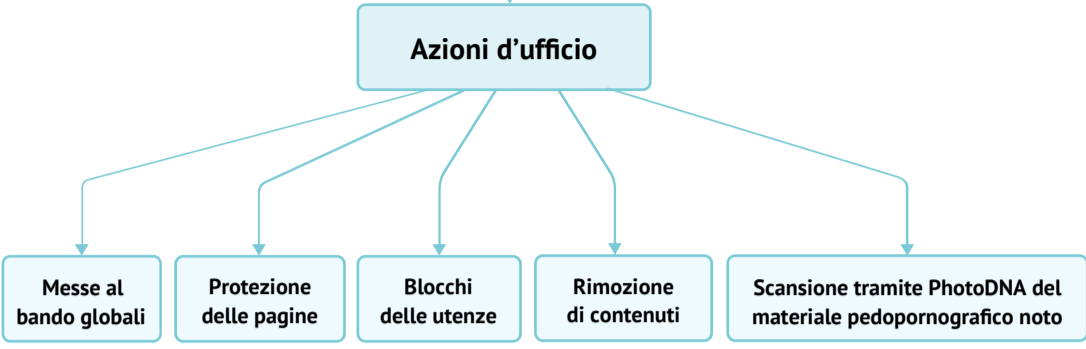 Azioni d’ufficio
Messe al
bando globali
Protezione
delle pagine
Blocchi
delle utenze
Rimozione
di contenuti
Scansione tramite PhotoDNA del
materiale pedopornografico noto